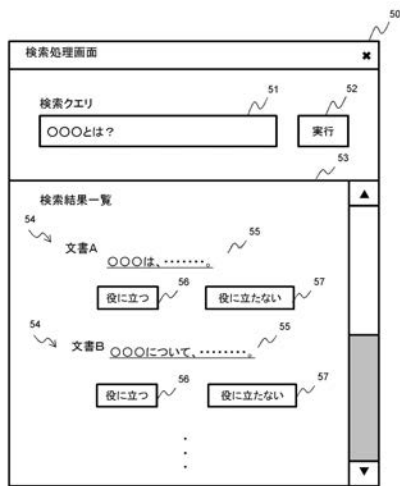 50
検索処理画面
×
51
52
検索クエリ
〇〇〇とは？
実行
53
検索結果一覧
▲
54
文書A
55
〇〇〇は、・・・・・・・。
56
57
役に立つ
役に立たない
54
文書B
55
〇〇〇について、・・・・・・・・。
56
57
役に立つ
役に立たない
・
・
・
▼